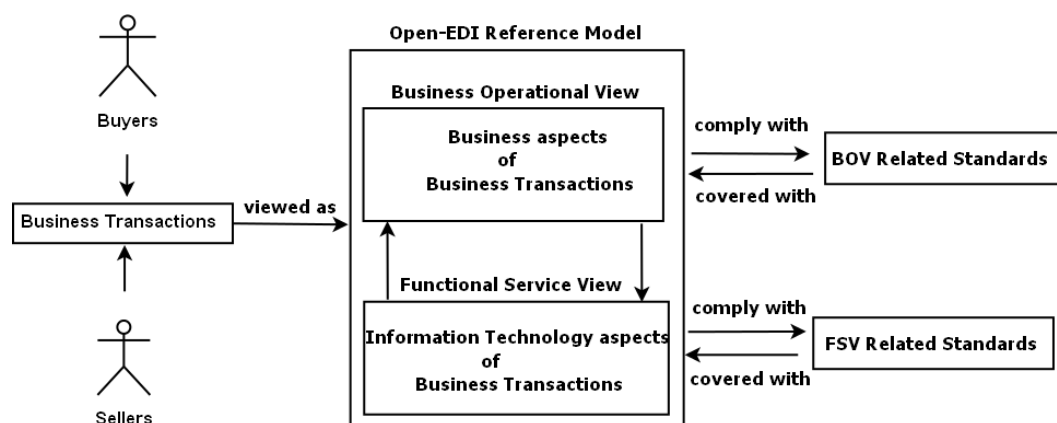 Open-EDI Reference Model
Buyers
Business Transactions
Sellers
viewed as
Business Operational View
Business aspects
of
Business Transactions
Functional Service View
Information Technology aspects
of
Business Transactions
comply with
BOV Related Standards
covered with
comply with
FSV Related Standards
covered with